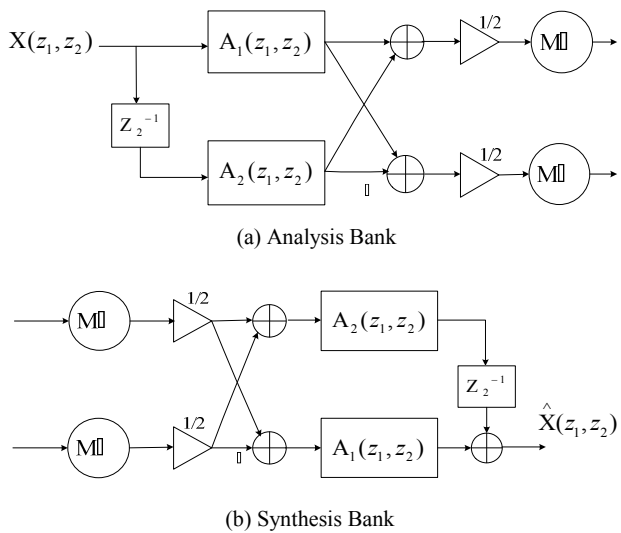 1/2
X(z₁, z₂)
A₁(z₁, z₂)
M▯
Z₂⁻¹
1/2
A₂(z₁, z₂)
M▯
▯
(a) Analysis Bank
1/2
M▯
A₂(z₁, z₂)
Z₂⁻¹
1/2
X̂(z₁, z₂)
M▯
A₁(z₁, z₂)
▯
(b) Synthesis Bank